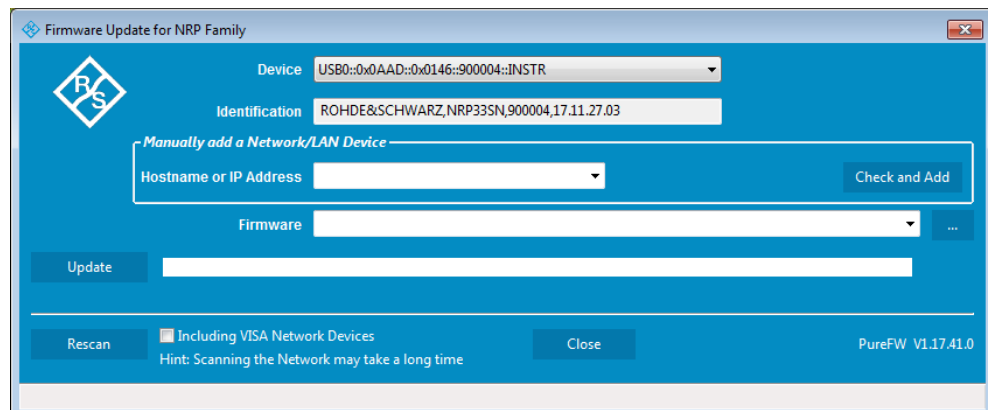 Firmware Update for NRP Family
R S
Device USB0::0x0AAD::0x0146::900004::INSTR
Identification ROHDE&SCHWARZ,NRP33SN,900004,17.11.27.03
Manually add a Network/LAN Device
Hostname or IP Address Check and Add
Firmware ...
Update
Rescan Including VISA Network Devices Close PureFW V1.17.41.0
Hint: Scanning the Network may take a long time